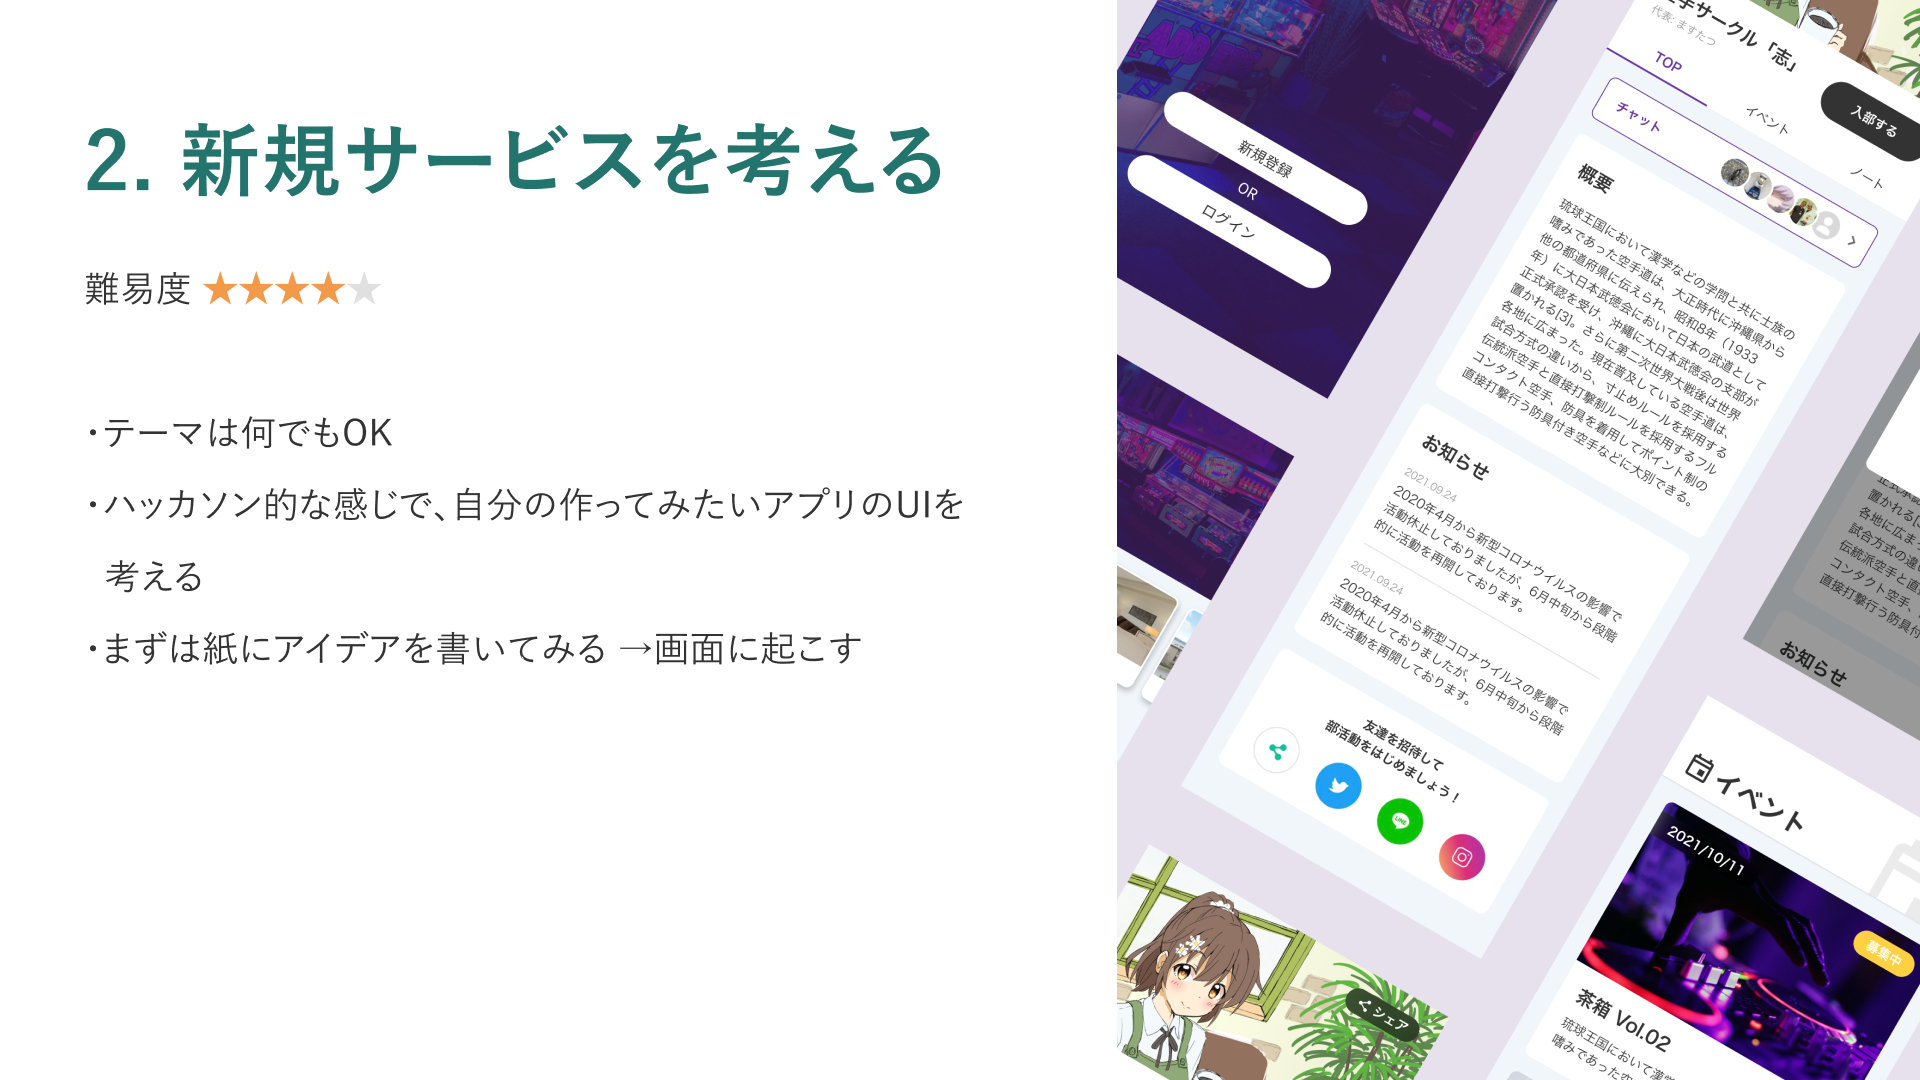 2. 新規サービスを考える
難易度 ★★★★★
・テーマは何でもOK
・ハッカソン的な感じで、自分の作ってみたいアプリのUIを
考える
・まずは紙にアイデアを書いてみる →画面に起こす
新規登録
OR
ログイン
手サークル「志」
代表: ますたつ
TOP
イベント
ノート
入部する
チャット
概要
琉球王国において漢学などの学問と共に士族の
嗜みであった空手道は、大正時代に沖縄県から
他の都道府県に伝えられ、昭和8年（1933
年）に大日本武徳会において日本の武道として
正式承認を受け、沖縄に大日本武徳会の支部が
置かれる[3]。さらに第二次世界大戦後は世界
各地に広まった。現在普及している空手道は、
試合方式の違いから、寸止めルールを採用する
伝統派空手と直接打撃制ルールを採用するフル
コンタクト空手、防具を着用してポイント制の
直接打撃行う防具付き空手などに大別できる。
お知らせ
2021.09.24
2020年4月から新型コロナウイルスの影響で
活動休止しておりましたが、6月中旬から段階
的に活動を再開しております。
2021.09.24
2020年4月から新型コロナウイルスの影響で
活動休止しておりましたが、6月中旬から段階
的に活動を再開しております。
友達を招待して
部活動をはじめましょう！
LINE
シェア
正式承
置かれる[
各地に広ま
試合方式の違
伝統派空手と直
コンタクト空手、
直接打撃行う防具付
お知らせ
イベント
2021/10/11
募集中
茶箱 Vol.02
琉球王国において漢学
嗜みであった空